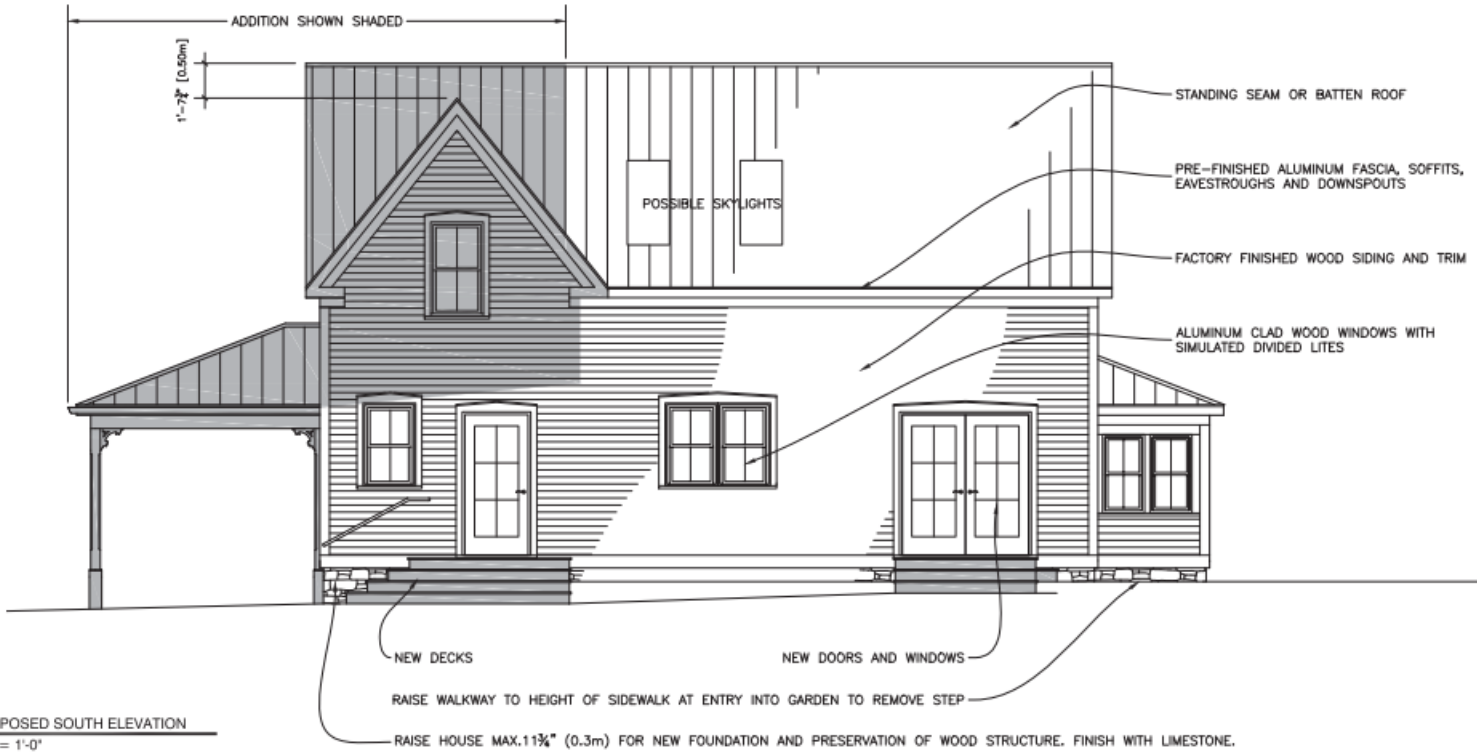 ADDITION SHOWN SHADED
1'-7¾" [0.50m]
STANDING SEAM OR BATTEN ROOF
PRE-FINISHED ALUMINUM FASCIA, SOFFITS,
EAVESTROUGHS AND DOWNSPOUTS
POSSIBLE SKYLIGHTS
FACTORY FINISHED WOOD SIDING AND TRIM
ALUMINUM CLAD WOOD WINDOWS WITH
SIMULATED DIVIDED LITES
NEW DECKS
NEW DOORS AND WINDOWS
RAISE WALKWAY TO HEIGHT OF SIDEWALK AT ENTRY INTO GARDEN TO REMOVE STEP
POSED SOUTH ELEVATION
= 1'-0"
RAISE HOUSE MAX.11¾" (0.3m) FOR NEW FOUNDATION AND PRESERVATION OF WOOD STRUCTURE. FINISH WITH LIMESTONE.